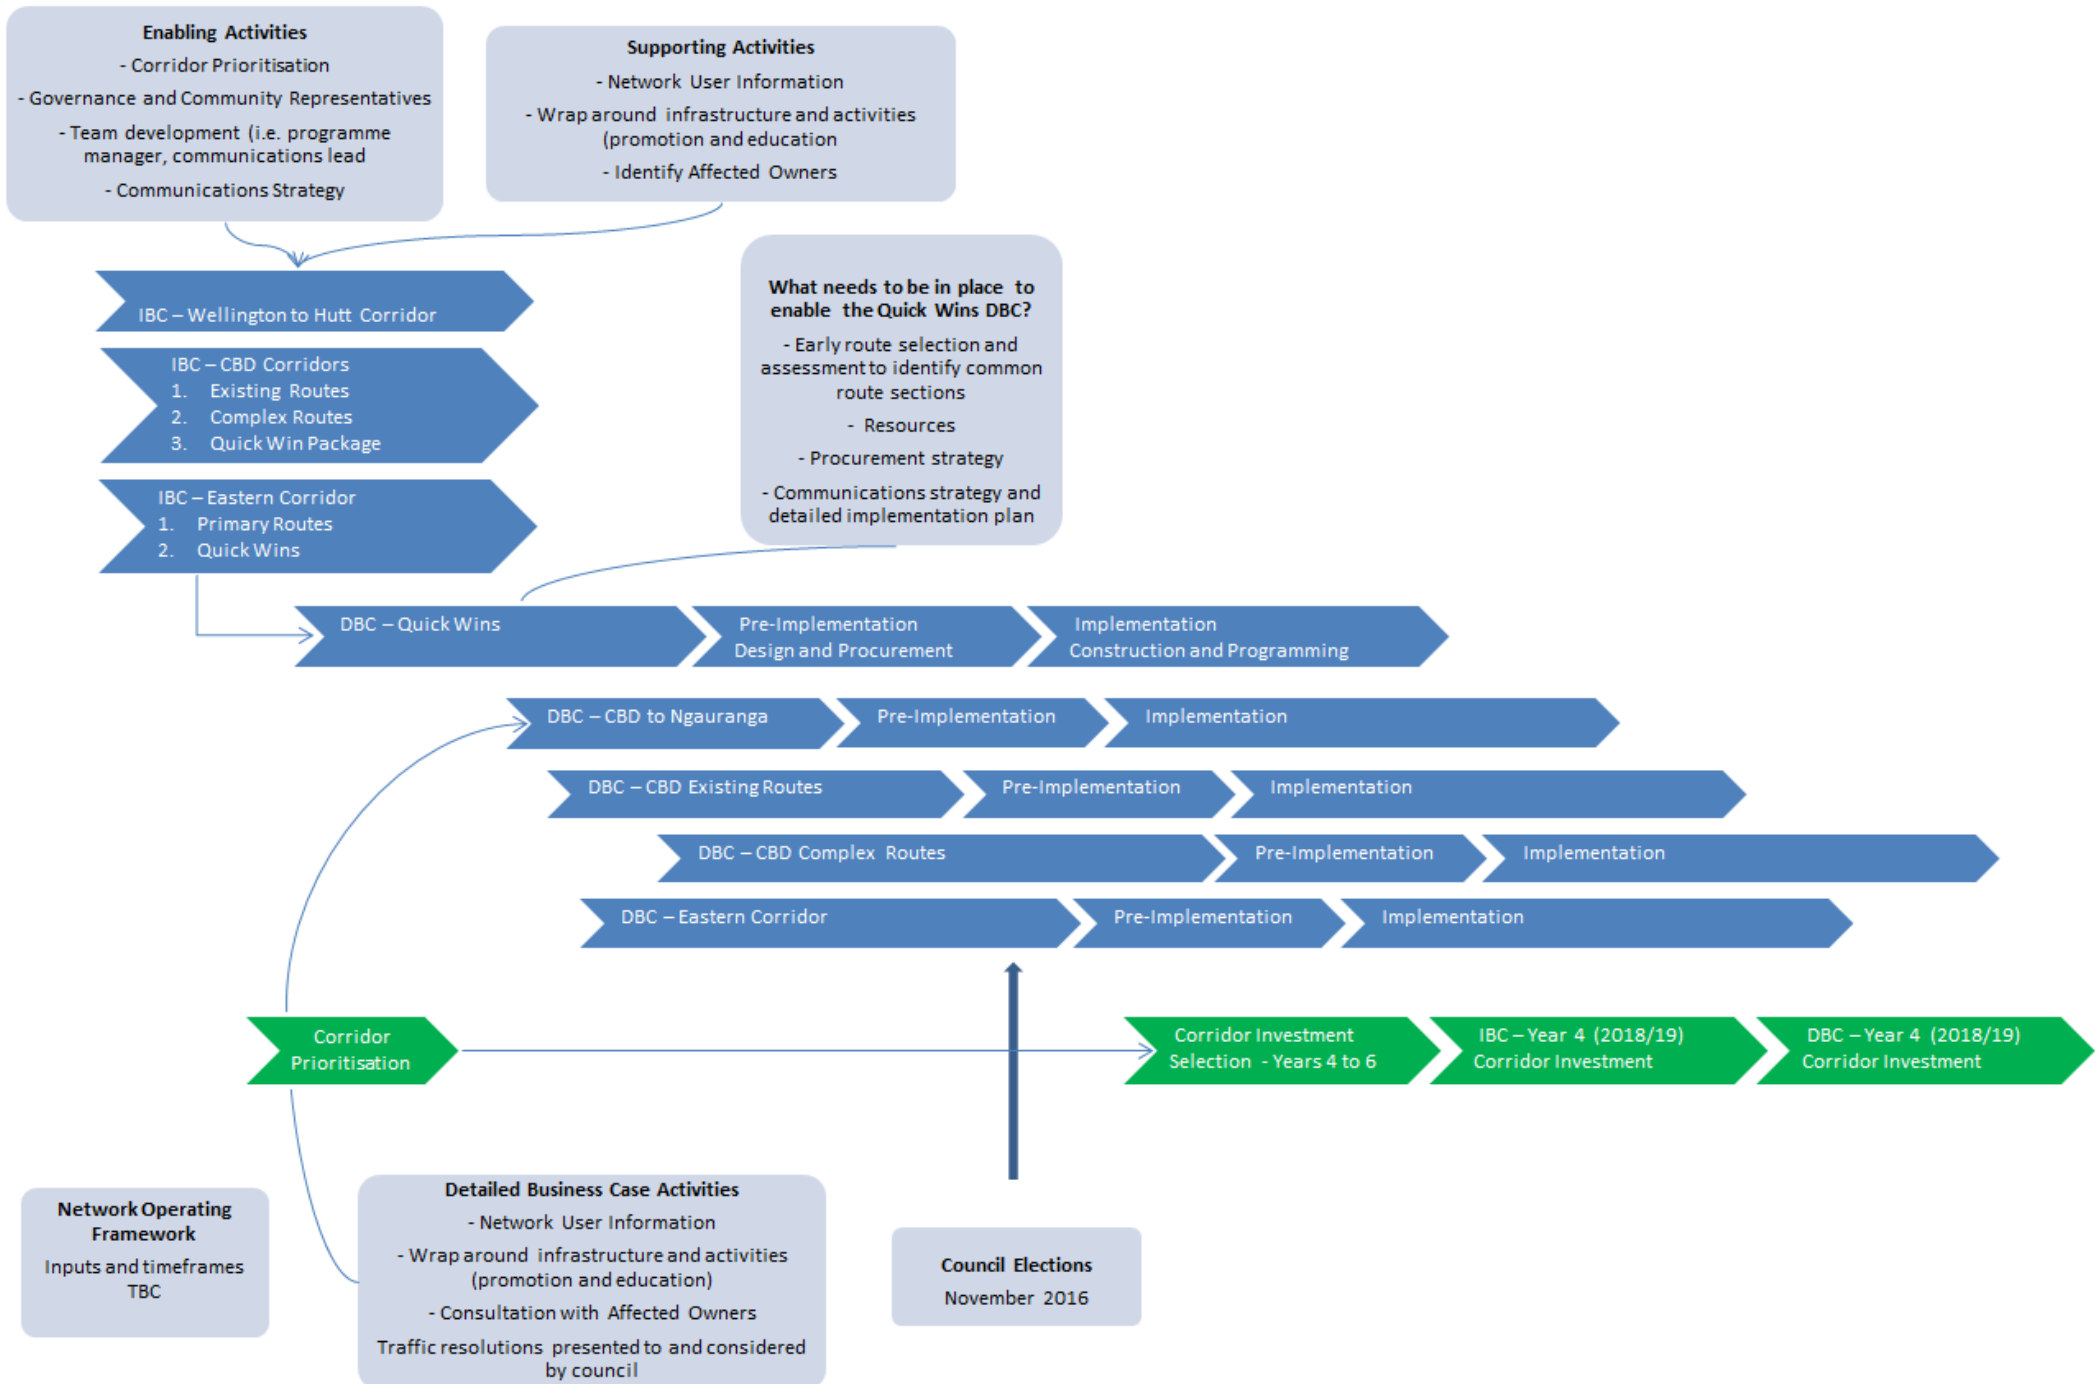 Enabling Activities
- Corridor Prioritisation
- Governance and Community Representatives
- Team development (i.e. programme
manager, communications lead
- Communications Strategy
Supporting Activities
- Network User Information
- Wrap around infrastructure and activities
(promotion and education
- Identify Affected Owners
What needs to be in place to
enable the Quick Wins DBC?
- Early route selection and
assessment to identify common
route sections
- Resources
- Procurement strategy
- Communications strategy and
detailed implementation plan
IBC – Wellington to Hutt Corridor
IBC – CBD Corridors
1. Existing Routes
2. Complex Routes
3. Quick Win Package
IBC – Eastern Corridor
1. Primary Routes
2. Quick Wins
DBC – Quick Wins
Pre-Implementation
Design and Procurement
Implementation
Construction and Programming
DBC – CBD to Ngauranga
Pre-Implementation
Implementation
DBC – CBD Existing Routes
Pre-Implementation
Implementation
DBC – CBD Complex Routes
Pre-Implementation
Implementation
DBC – Eastern Corridor
Pre-Implementation
Implementation
Corridor
Prioritisation
Corridor Investment
Selection - Years 4 to 6
IBC – Year 4 (2018/19)
Corridor Investment
DBC – Year 4 (2018/19)
Corridor Investment
Network Operating
Framework
Inputs and timeframes
TBC
Detailed Business Case Activities
- Network User Information
- Wrap around infrastructure and activities
(promotion and education)
- Consultation with Affected Owners
Traffic resolutions presented to and considered
by council
Council Elections
November 2016